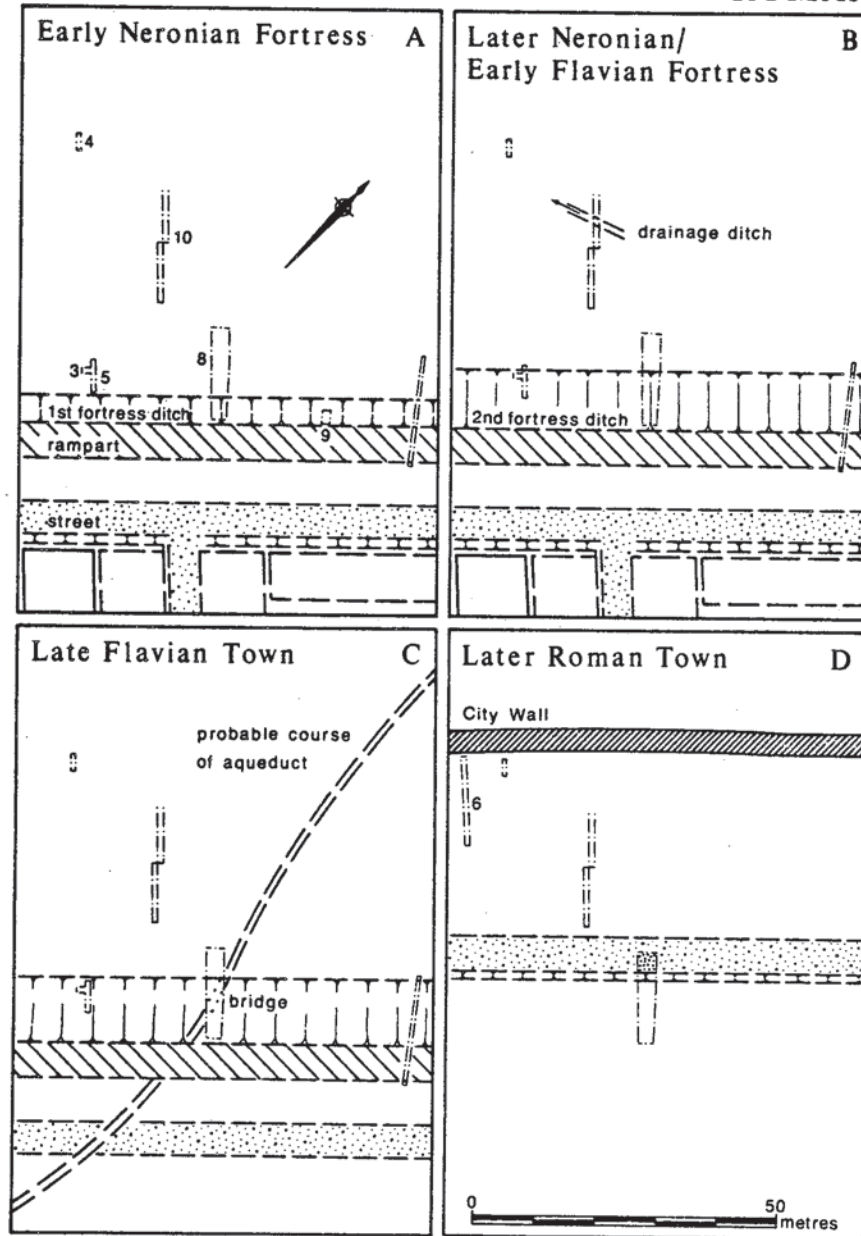 Early Neronian Fortress A
4
10
3
5
8
1st fortress ditch
9
rampart
street
Later Neronian/ B
Early Flavian Fortress
drainage ditch
2nd fortress ditch
Late Flavian Town C
probable course
of aqueduct
bridge
Later Roman Town D
City Wall
6
0 50
metres